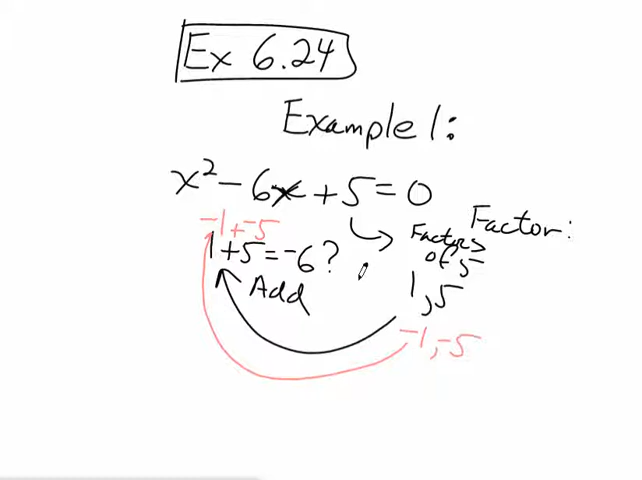 Ex 6.24
Example 1:
x² - 6x + 5 = 0
Factor:
-1 + -5
Factors
of 5
1 + 5 = -6?
1, 5
Add
-1, -5